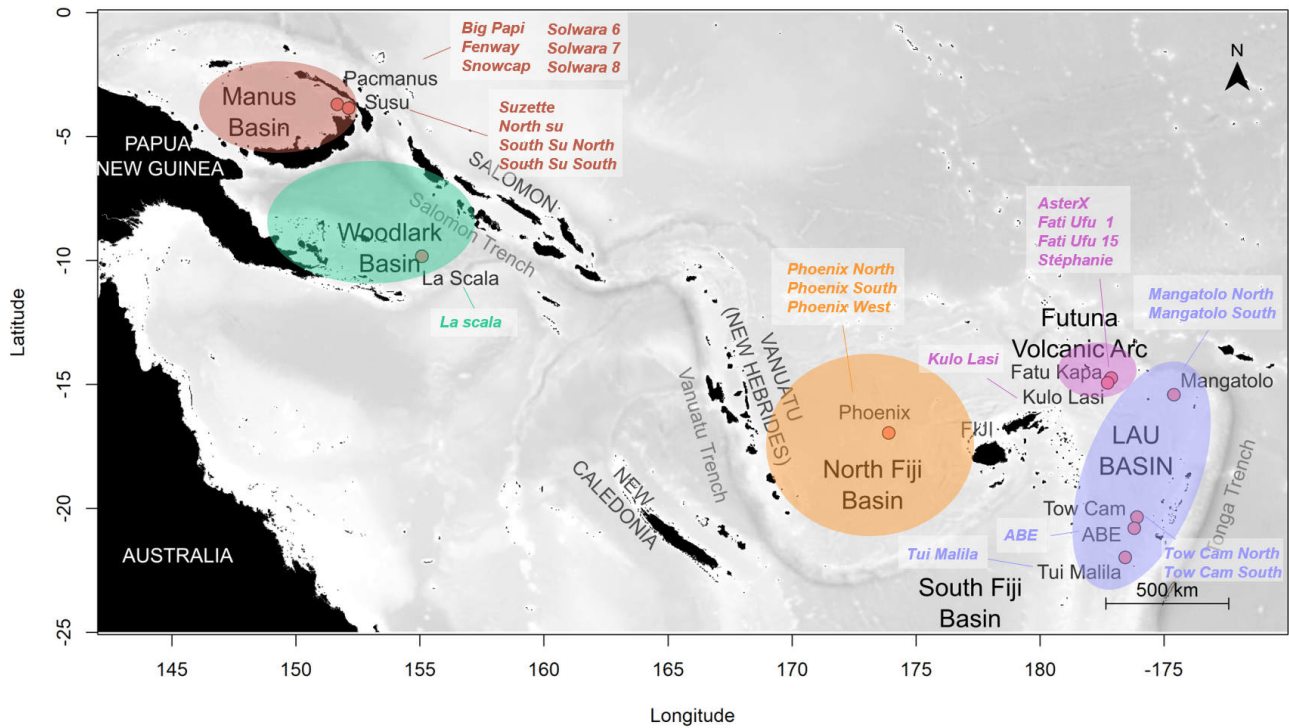 0
-5
-10
-15
-20
-25
Latitude
145
150
155
160
165
170
175
180
-175
Longitude
N
Big Papi
Fenway
Snowcap
Solwara 6
Solwara 7
Solwara 8
Pacmanus
Susu
Manus
Basin
Suzette
North su
South Su North
South Su South
PAPUA
NEW GUINEA
SALOMON
Salomon Trench
Woodlark
Basin
La Scala
La scala
AsterX
Fati Ufu 1
Fati Ufu 15
Stéphanie
Phoenix North
Phoenix South
Phoenix West
Mangatolo North
Mangatolo South
Futuna
Volcanic Arc
Kulo Lasi
Fatu Kapa
Kulo Lasi
Mangatolo
VANUATU
(NEW HEBRIDES)
Vanuatu Trench
Phoenix
FIJI
North Fiji
Basin
LAU
BASIN
Tonga Trench
NEW
CALEDONIA
Tow Cam
ABE
ABE
Tui Malila
Tui Malila
Tow Cam North
Tow Cam South
AUSTRALIA
South Fiji
Basin
500 km